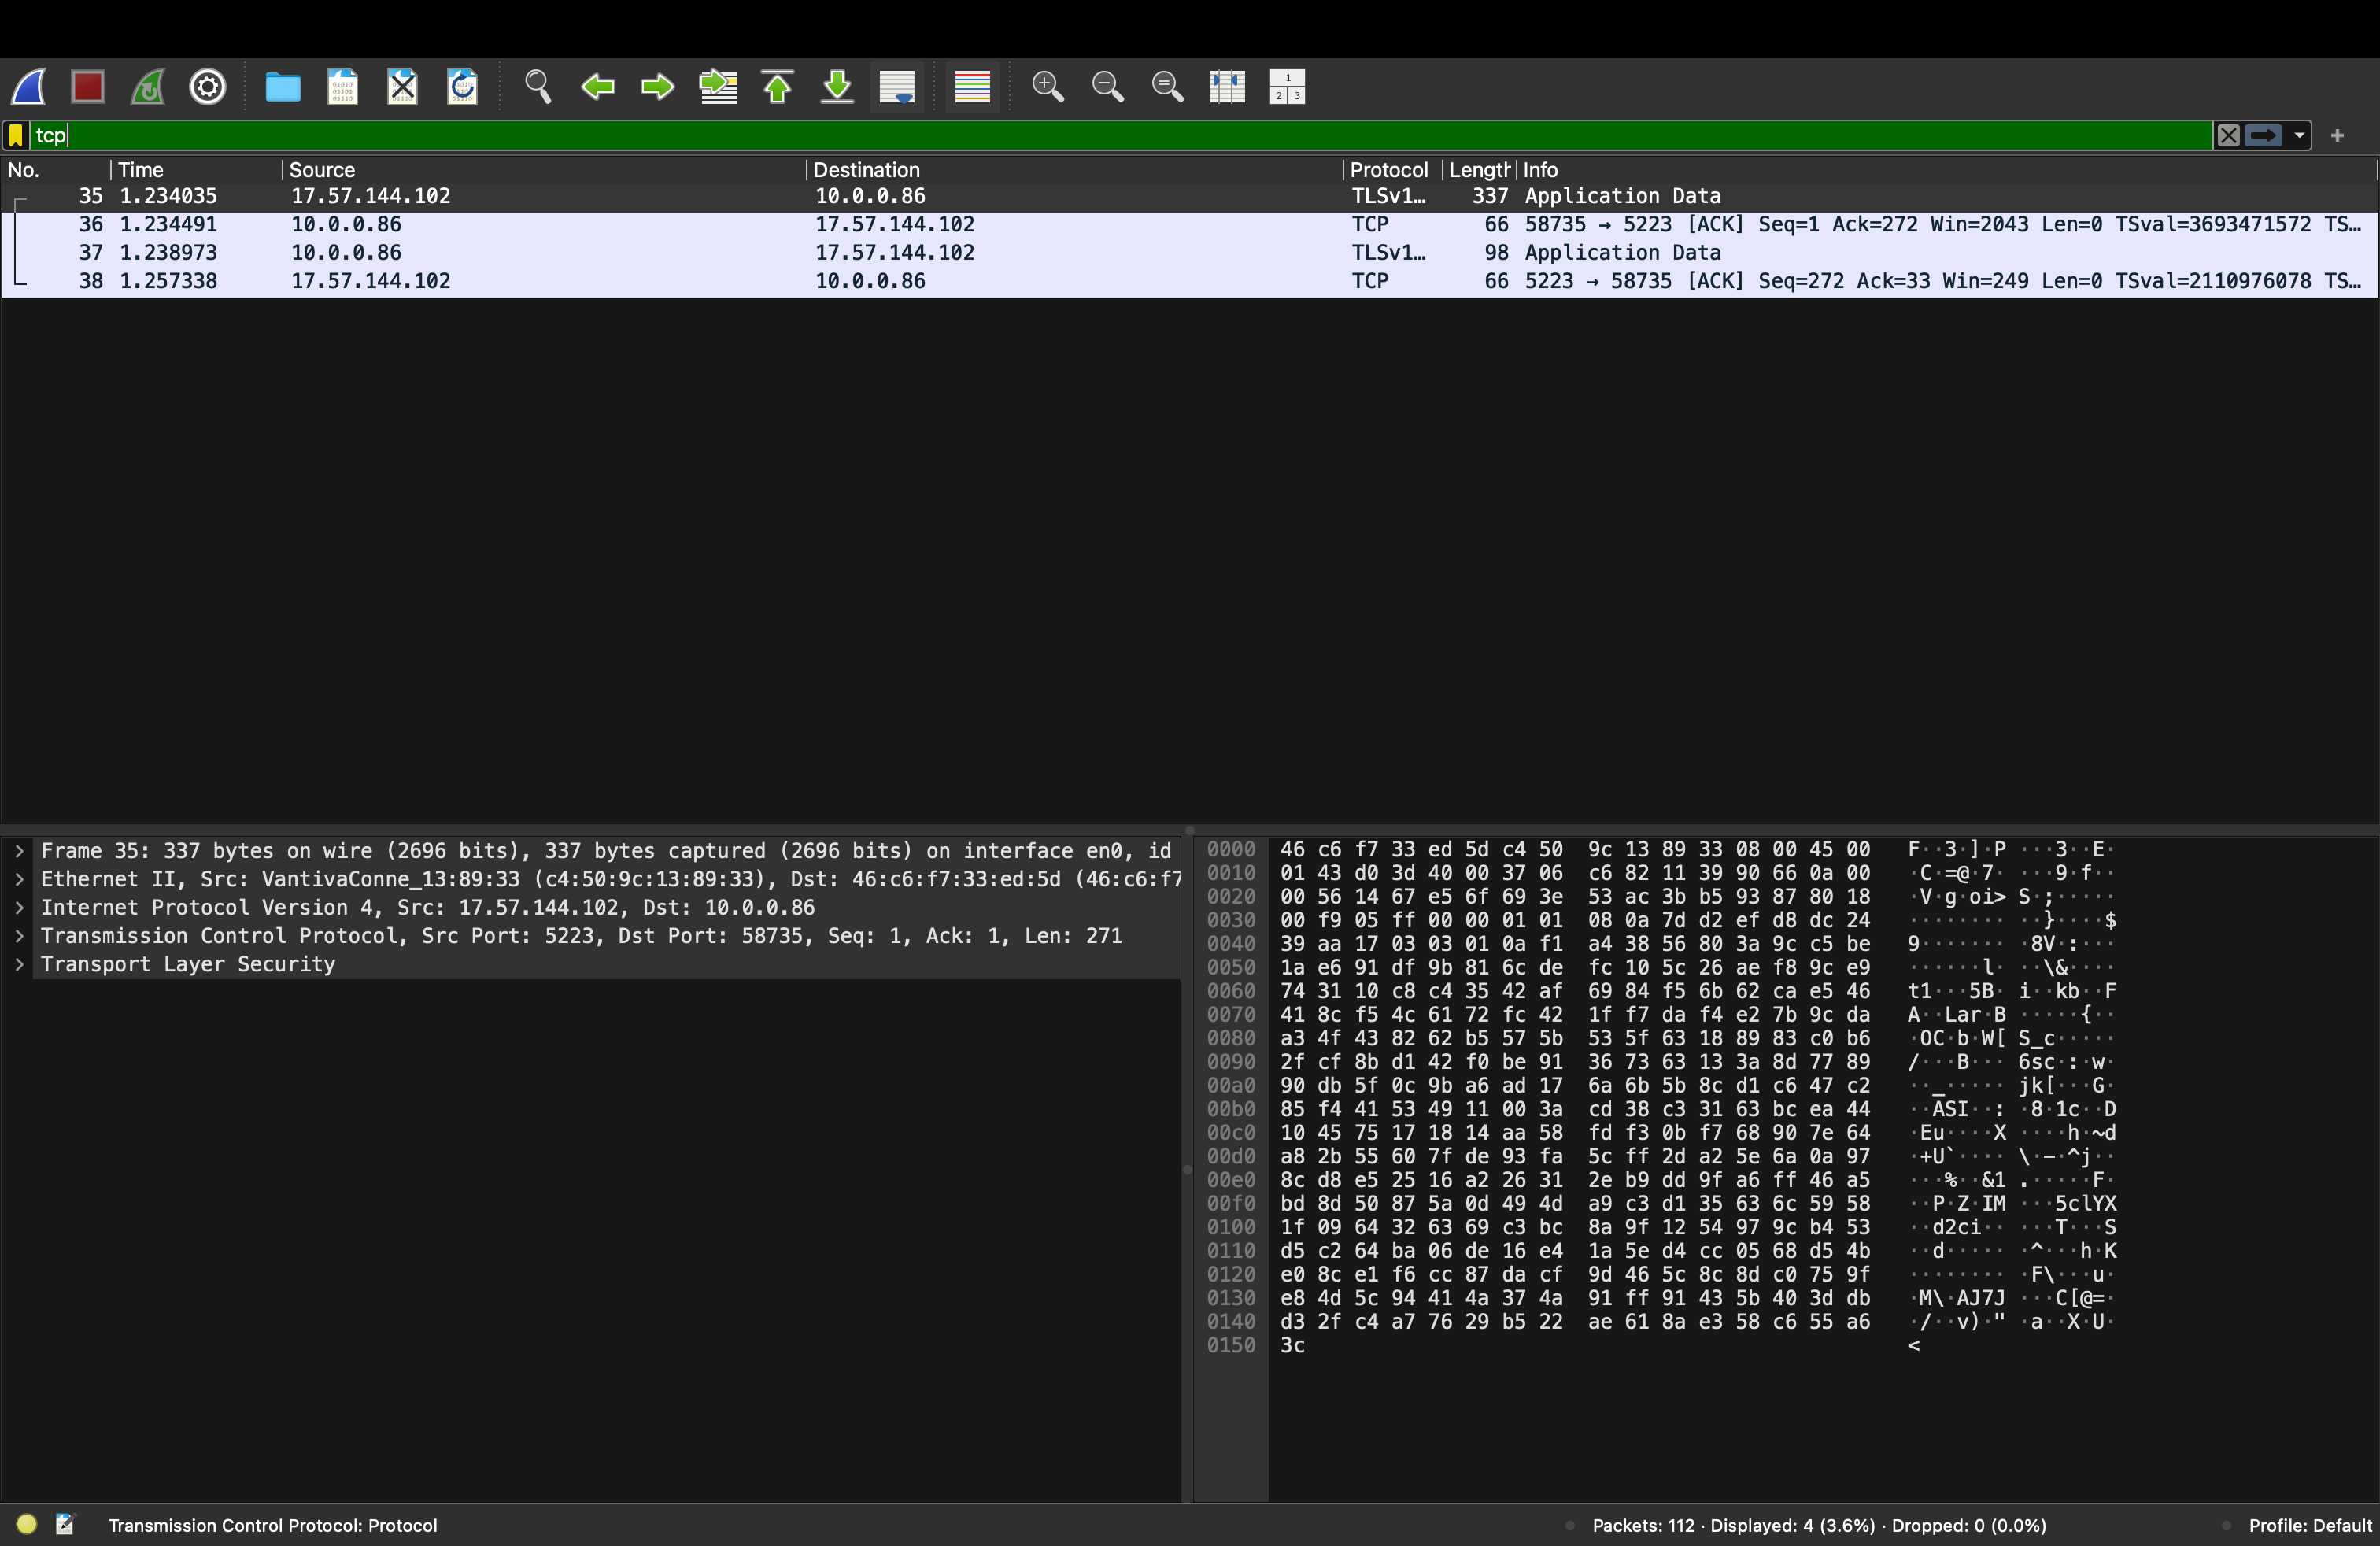 tcp
No. Time Source Destination Protocol Length Info
35 1.234035 17.57.144.102 10.0.0.86 TLSv1… 337 Application Data
36 1.234491 10.0.0.86 17.57.144.102 TCP 66 58735 → 5223 [ACK] Seq=1 Ack=272 Win=2043 Len=0 TSval=3693471572 TS…
37 1.238973 10.0.0.86 17.57.144.102 TLSv1… 98 Application Data
38 1.257338 17.57.144.102 10.0.0.86 TCP 66 5223 → 58735 [ACK] Seq=272 Ack=33 Win=249 Len=0 TSval=2110976078 TS…
Frame 35: 337 bytes on wire (2696 bits), 337 bytes captured (2696 bits) on interface en0, id
Ethernet II, Src: VantivaConne_13:89:33 (c4:50:9c:13:89:33), Dst: 46:c6:f7:33:ed:5d (46:c6:f7
Internet Protocol Version 4, Src: 17.57.144.102, Dst: 10.0.0.86
Transmission Control Protocol, Src Port: 5223, Dst Port: 58735, Seq: 1, Ack: 1, Len: 271
Transport Layer Security
0000 46 c6 f7 33 ed 5d c4 50 9c 13 89 33 08 00 45 00 F··3·]·P ···3··E·
0010 01 43 d0 3d 40 00 37 06 c6 82 11 39 90 66 0a 00 ·C·=@·7· ···9·f··
0020 00 56 14 67 e5 6f 69 3e 53 ac 3b b5 93 87 80 18 ·V·g·oi> S·;·····
0030 00 f9 05 ff 00 00 01 01 08 0a 7d d2 ef d8 dc 24 ········ ··}····$
0040 39 aa 17 03 03 01 0a f1 a4 38 56 80 3a 9c c5 be 9······· ·8V·:···
0050 1a e6 91 df 9b 81 6c de fc 10 5c 26 ae f8 9c e9 ······l· ··\&····
0060 74 31 10 c8 c4 35 42 af 69 84 f5 6b 62 ca e5 46 t1···5B· i··kb··F
0070 41 8c f5 4c 61 72 fc 42 1f f7 da f4 e2 7b 9c da A··Lar·B ·····{··
0080 a3 4f 43 82 62 b5 57 5b 53 5f 63 18 89 83 c0 b6 ·OC·b·W[ S_c·····
0090 2f cf 8b d1 42 f0 be 91 36 73 63 13 3a 8d 77 89 /···B··· 6sc·:·w·
00a0 90 db 5f 0c 9b a6 ad 17 6a 6b 5b 8c d1 c6 47 c2 ··_····· jk[···G·
00b0 85 f4 41 53 49 11 00 3a cd 38 c3 31 63 bc ea 44 ··ASI··: ·8·1c··D
00c0 10 45 75 17 18 14 aa 58 fd f3 0b f7 68 90 7e 64 ·Eu····X ····h·~d
00d0 a8 2b 55 60 7f de 93 fa 5c ff 2d a2 5e 6a 0a 97 ·+U`···· \·-·^j··
00e0 8c d8 e5 25 16 a2 26 31 2e b9 dd 9f a6 ff 46 a5 ···%··&1 .·····F·
00f0 bd 8d 50 87 5a 0d 49 4d a9 c3 d1 35 63 6c 59 58 ··P·Z·IM ···5clYX
0100 1f 09 64 32 63 69 c3 bc 8a 9f 12 54 97 9c b4 53 ··d2ci·· ···T···S
0110 d5 c2 64 ba 06 de 16 e4 1a 5e d4 cc 05 68 d5 4b ··d····· ·^···h·K
0120 e0 8c e1 f6 cc 87 da cf 9d 46 5c 8c 8d c0 75 9f ········ ·F\···u·
0130 e8 4d 5c 94 41 4a 37 4a 91 ff 91 43 5b 40 3d db ·M\·AJ7J ···C[@=·
0140 d3 2f c4 a7 76 29 b5 22 ae 61 8a e3 58 c6 55 a6 ·/··v)·" ·a··X·U·
0150 3c <
Transmission Control Protocol: Protocol Packets: 112 · Displayed: 4 (3.6%) · Dropped: 0 (0.0%) Profile: Default